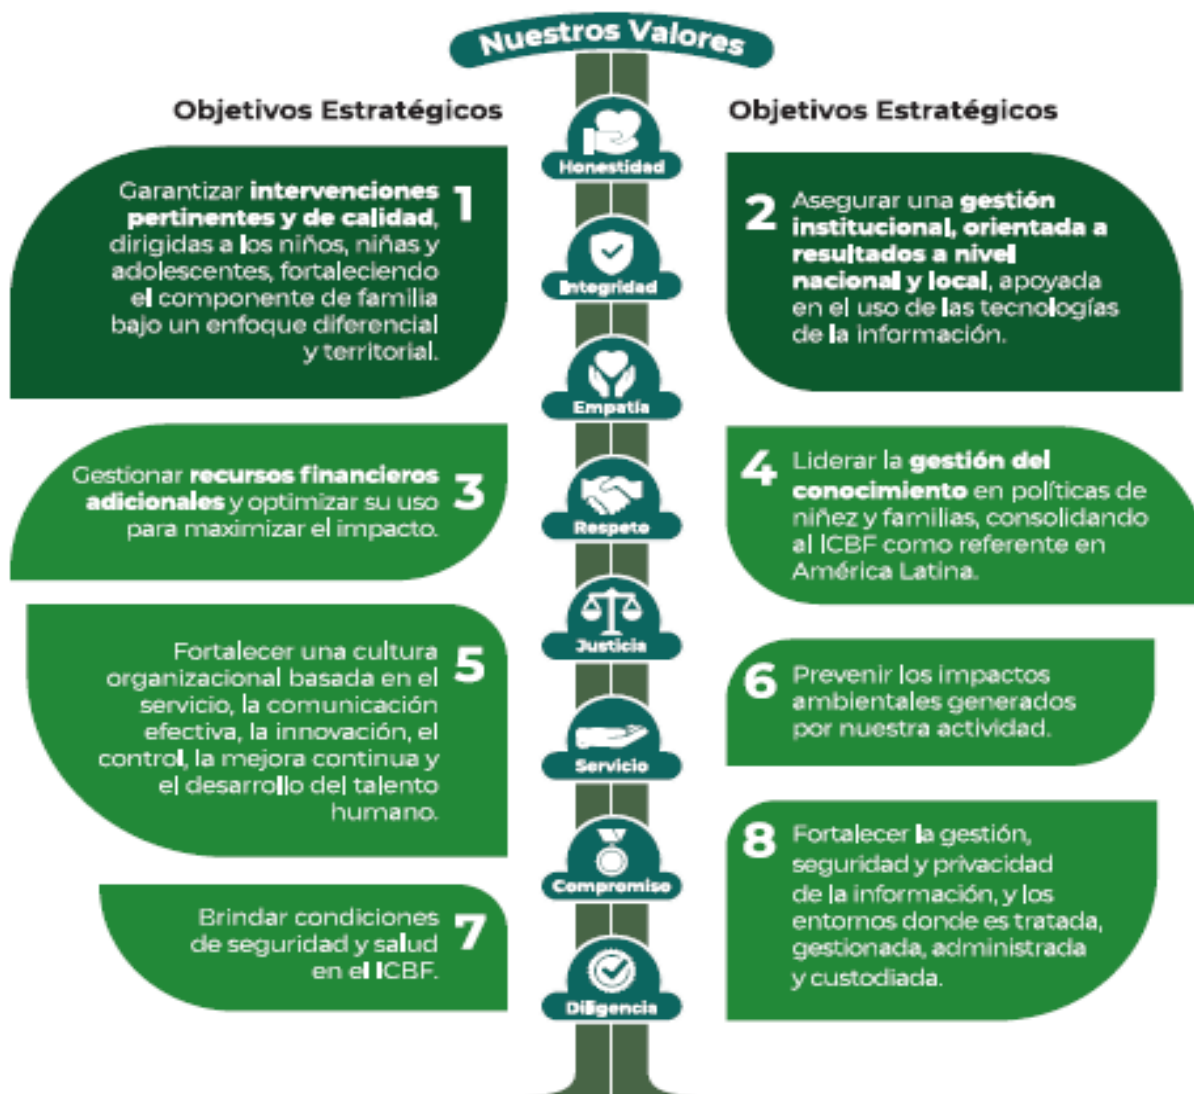 Nuestros Valores
Objetivos Estratégicos
1
Garantizar intervenciones
pertinentes y de calidad,
dirigidas a los niños, niñas y
adolescentes, fortaleciendo
el componente de familia
bajo un enfoque diferencial
y territorial.
3
Gestionar recursos financieros
adicionales y optimizar su uso
para maximizar el impacto.
5
Fortalecer una cultura
organizacional basada en el
servicio, la comunicación
efectiva, la innovación, el
control, la mejora continua y
el desarrollo del talento
humano.
7
Brindar condiciones
de seguridad y salud
en el ICBF.
Honestidad
Integridad
Empatía
Respeto
Justicia
Servicio
Compromiso
Diligencia
Objetivos Estratégicos
2
Asegurar una gestión
institucional, orientada a
resultados a nivel
nacional y local, apoyada
en el uso de las tecnologías
de la información.
4
Liderar la gestión del
conocimiento en políticas de
niñez y familias, consolidando
al ICBF como referente en
América Latina.
6
Prevenir los impactos
ambientales generados
por nuestra actividad.
8
Fortalecer la gestión,
seguridad y privacidad
de la información, y los
entornos donde es tratada,
gestionada, administrada
y custodiada.